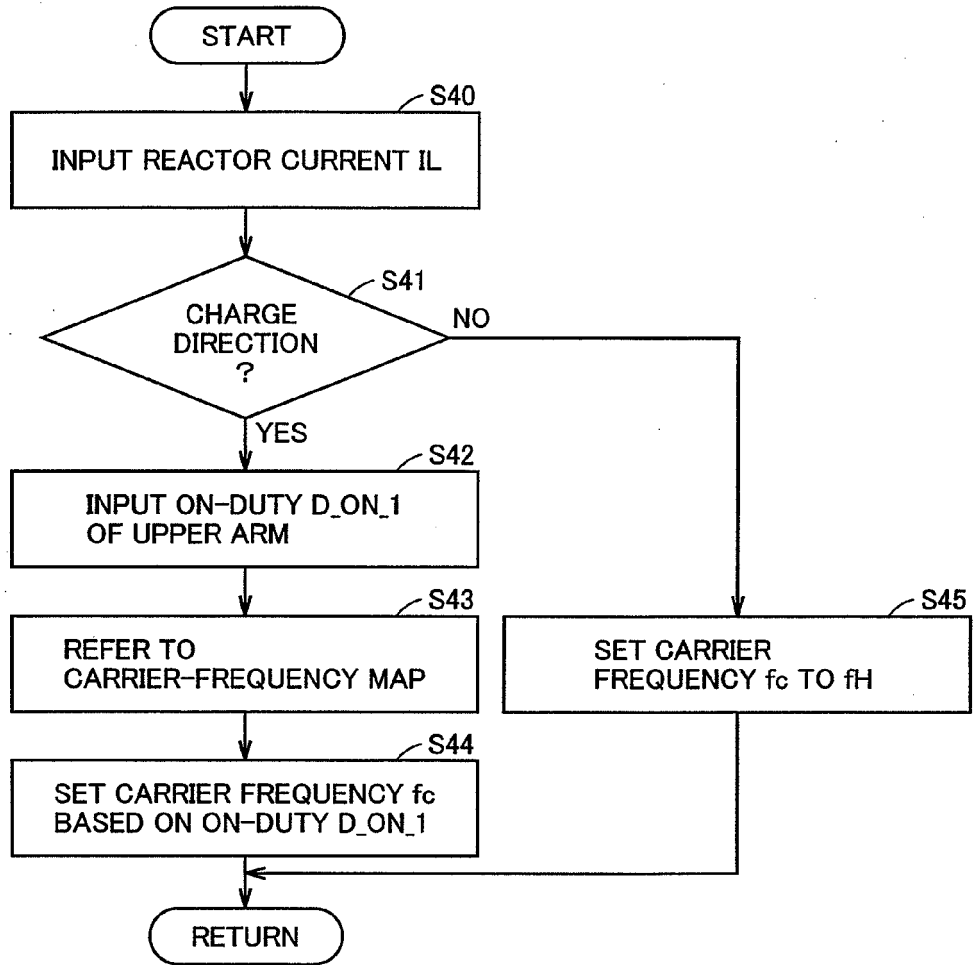 START
S40
INPUT REACTOR CURRENT IL
S41
CHARGE
DIRECTION
?
NO
YES
S42
INPUT ON-DUTY D_ON_1
OF UPPER ARM
S43
REFER TO
CARRIER-FREQUENCY MAP
S45
SET CARRIER
FREQUENCY fc TO fH
S44
SET CARRIER FREQUENCY fc
BASED ON ON-DUTY D_ON_1
RETURN